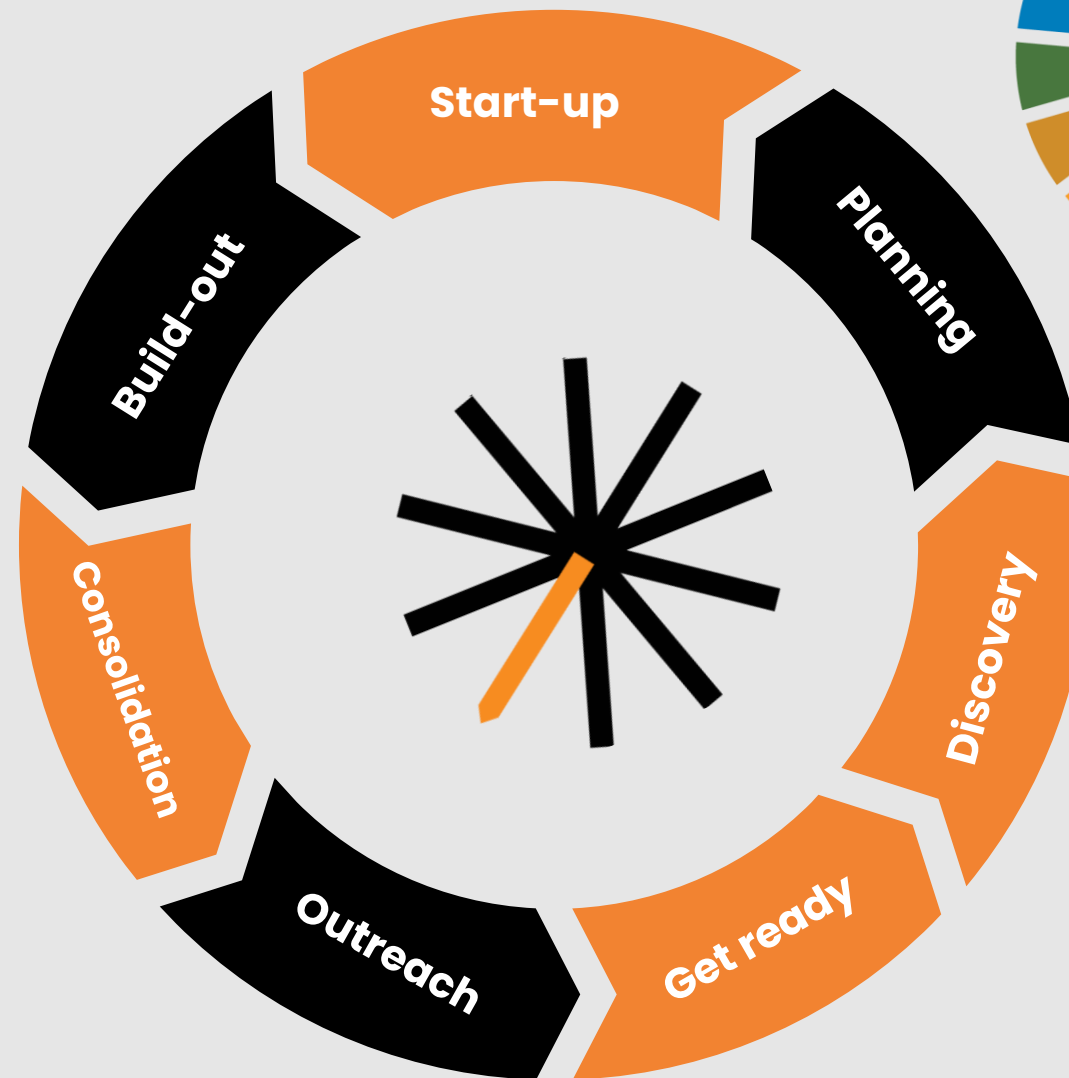 Start-up
Planning
Discovery
Get ready
Outreach
Consolidation
Build-out